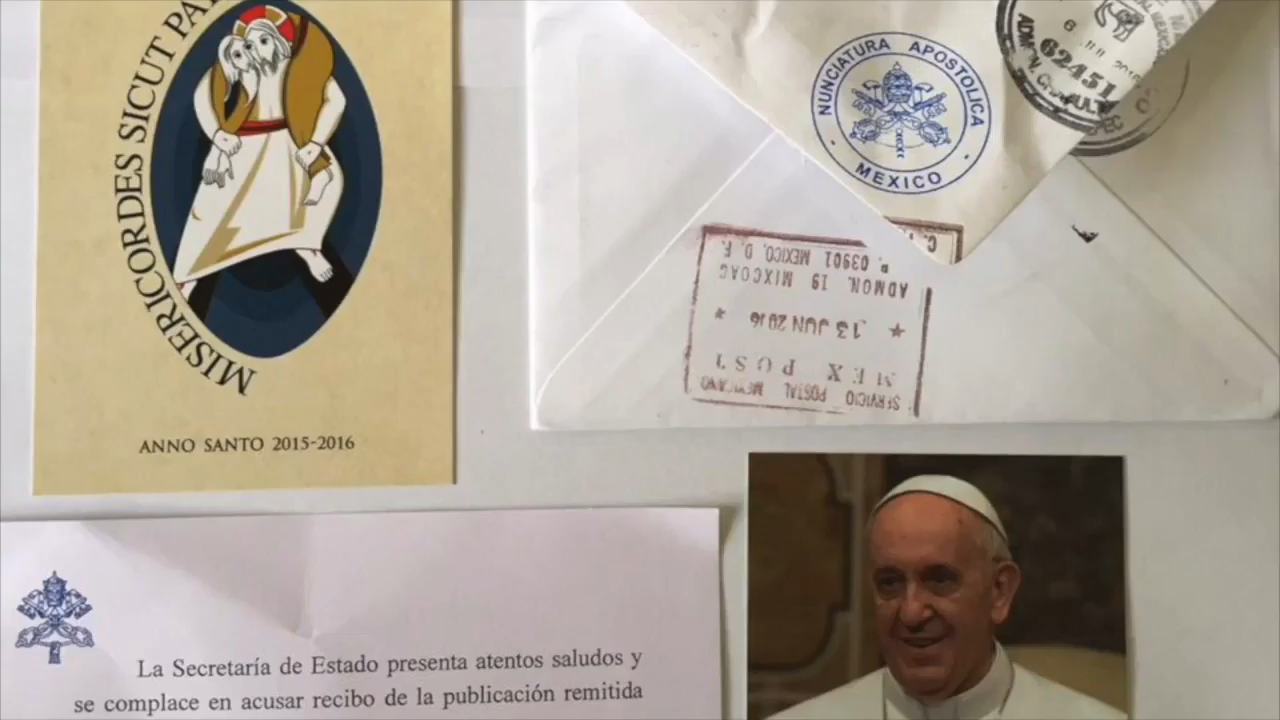 MISERICORDES SICUT PA
ANNO SANTO 2015-2016
NUNCIATURA APOSTOLICA
MEXICO
62451
SERVICIO POSTAL MEXICANO
MEX POST
13 JUN 2016
ADMON. 19 MIXCOAC
P. 03901 MEXICO, D. F.
La Secretaría de Estado presenta atentos saludos y
se complace en acusar recibo de la publicación remitida